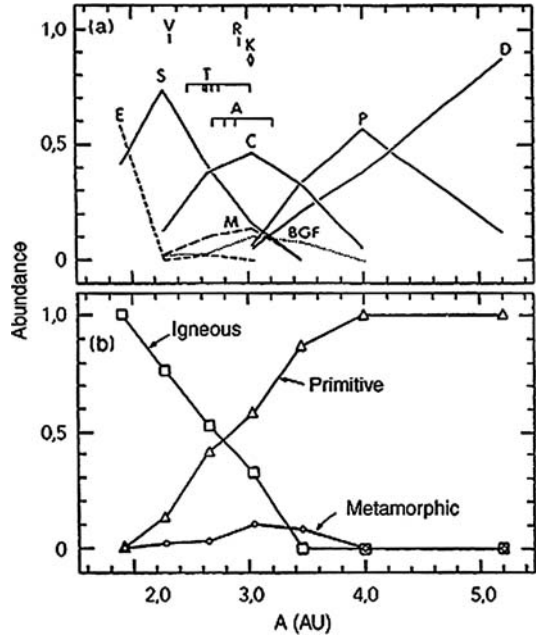 (a)
V
R
K
D
1,0
S
T
E
A
P
0,5
C
M
BGF
0
Abundance
(b)
1,0
Igneous
Primitive
0,5
Metamorphic
0
2,0 3,0 4,0 5,0
A (AU)